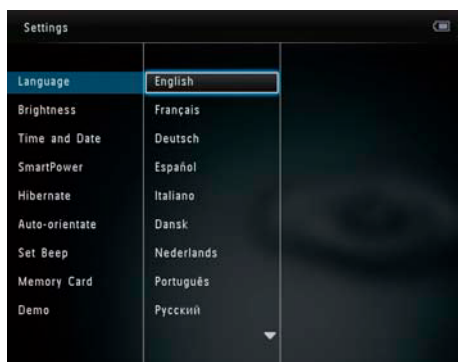 Settings
Language
Brightness
Time and Date
SmartPower
Hibernate
Auto-orientate
Set Beep
Memory Card
Demo
English
Français
Deutsch
Español
Italiano
Dansk
Nederlands
Português
Русский